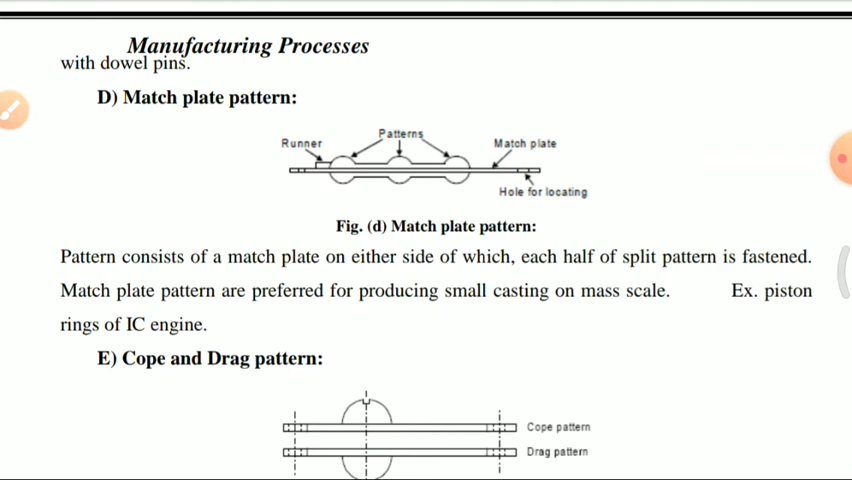 Manufacturing Processes
with dowel pins.
D) Match plate pattern:
Patterns
Runner
Match plate
Hole for locating
Fig. (d) Match plate pattern:
Pattern consists of a match plate on either side of which, each half of split pattern is fastened.
Match plate pattern are preferred for producing small casting on mass scale. Ex. piston
rings of IC engine.
E) Cope and Drag pattern:
Cope pattern
Drag pattern